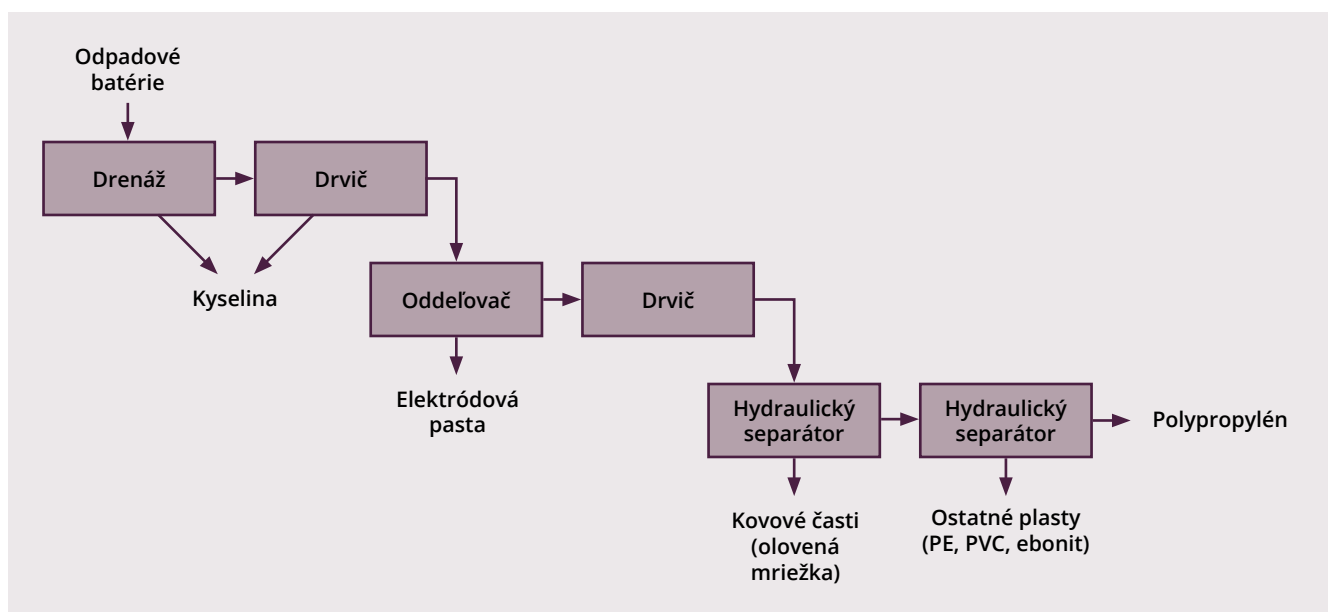 Odpadové
batérie
Drenáž
Drvič
Kyselina
Oddeľovač
Drvič
Elektródová
pasta
Hydraulický
separátor
Hydraulický
separátor
Polypropylén
Kovové časti
(olovená
mriežka)
Ostatné plasty
(PE, PVC, ebonit)